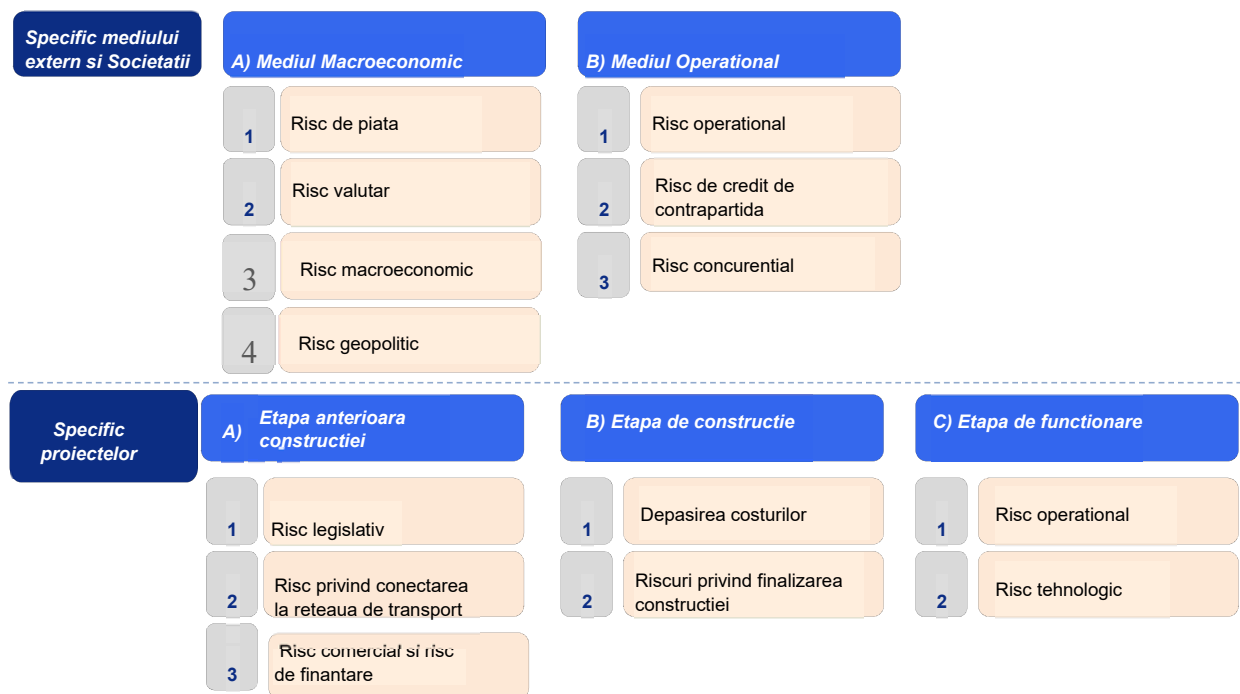 Specific mediului
extern si Societatii
A) Mediul Macroeconomic
1
Risc de piata
2
Risc valutar
3
Risc macroeconomic
4
Risc geopolitic
B) Mediul Operational
1
Risc operational
2
Risc de credit de
contrapartida
3
Risc concurential
Specific
proiectelor
A) Etapa anterioara
constructiei
1
Risc legislativ
2
Risc privind conectarea
la reteaua de transport
3
Risc comercial si risc
de finantare
B) Etapa de constructie
1
Depasirea costurilor
2
Riscuri privind finalizarea
constructiei
C) Etapa de functionare
1
Risc operational
2
Risc tehnologic